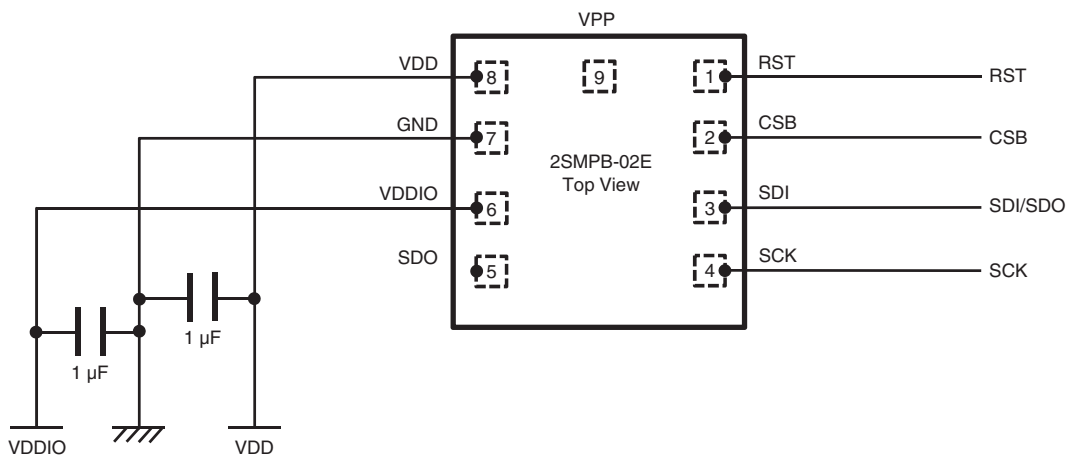 VPP
VDD 8 9 1 RST RST
GND 7 2 CSB CSB
2SMPB-02E
Top View
VDDIO 6 3 SDI SDI/SDO
SDO 5 4 SCK SCK
1 µF
1 µF
VDDIO VDD